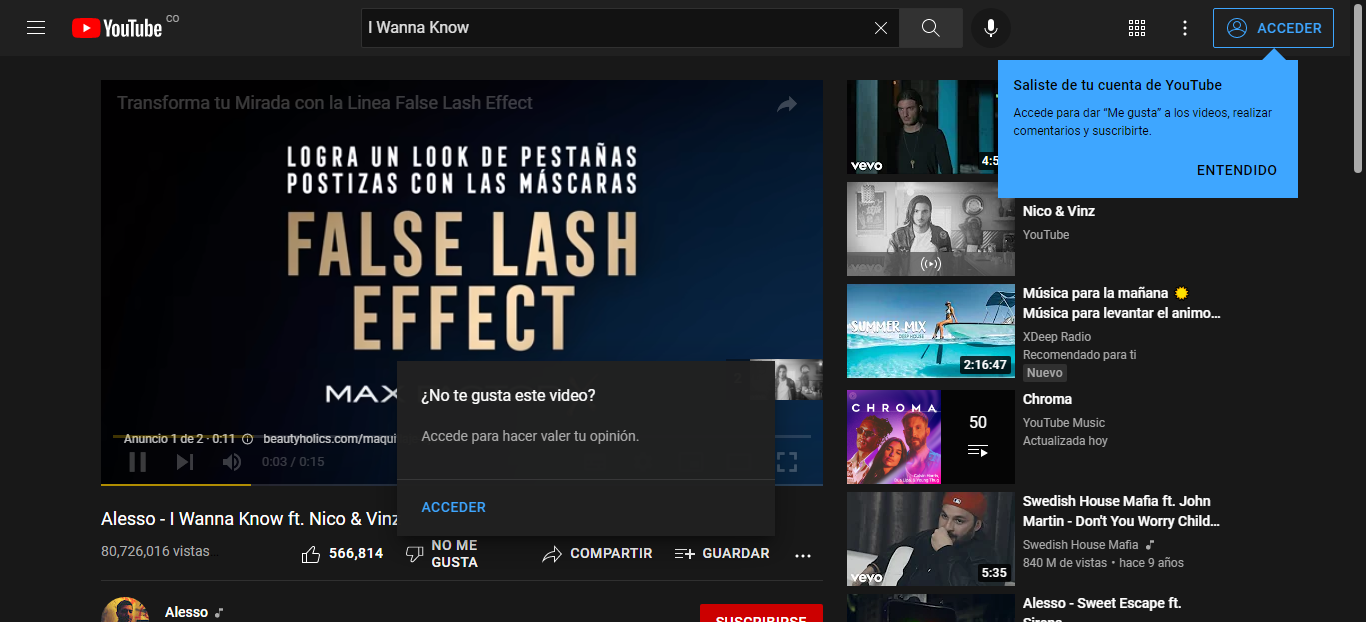 YouTube CO
I Wanna Know
ACCEDER
Saliste de tu cuenta de YouTube
Accede para dar “Me gusta” a los videos, realizar
comentarios y suscribirte.
ENTENDIDO
Transforma tu Mirada con la Linea False Lash Effect
LOGRA UN LOOK DE PESTAÑAS
POSTIZAS CON LAS MÁSCARAS
FALSE LASH
EFFECT
MAX
Anuncio 1 de 2 · 0:11 beautyholics.com/maqui
0:03 / 0:15
¿No te gusta este video?
Accede para hacer valer tu opinión.
ACCEDER
Alesso - I Wanna Know ft. Nico & Vinz
80,726,016 vistas
566,814
NO ME
GUSTA
COMPARTIR
GUARDAR
Alesso
SUSCRIBIRSE
vevo
4:5
vevo
Nico & Vinz
YouTube
SUMMER MIX
DEEP HOUSE
2:16:47
Música para la mañana
Música para levantar el animo...
XDeep Radio
Recomendado para ti
Nuevo
CHROMA
50
Chroma
YouTube Music
Actualizada hoy
vevo
5:35
Swedish House Mafia ft. John
Martin - Don't You Worry Child...
Swedish House Mafia
840 M de vistas • hace 9 años
Alesso - Sweet Escape ft.
Sirena